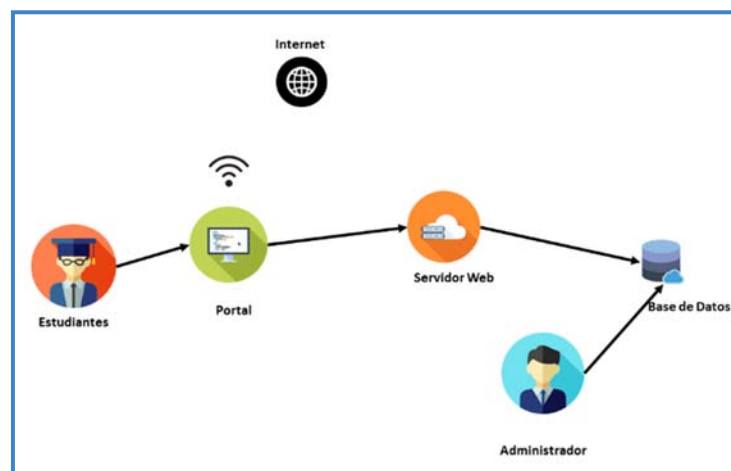 Internet
Servidor Web
Base de Datos
Portal
Estudiantes
Administrador